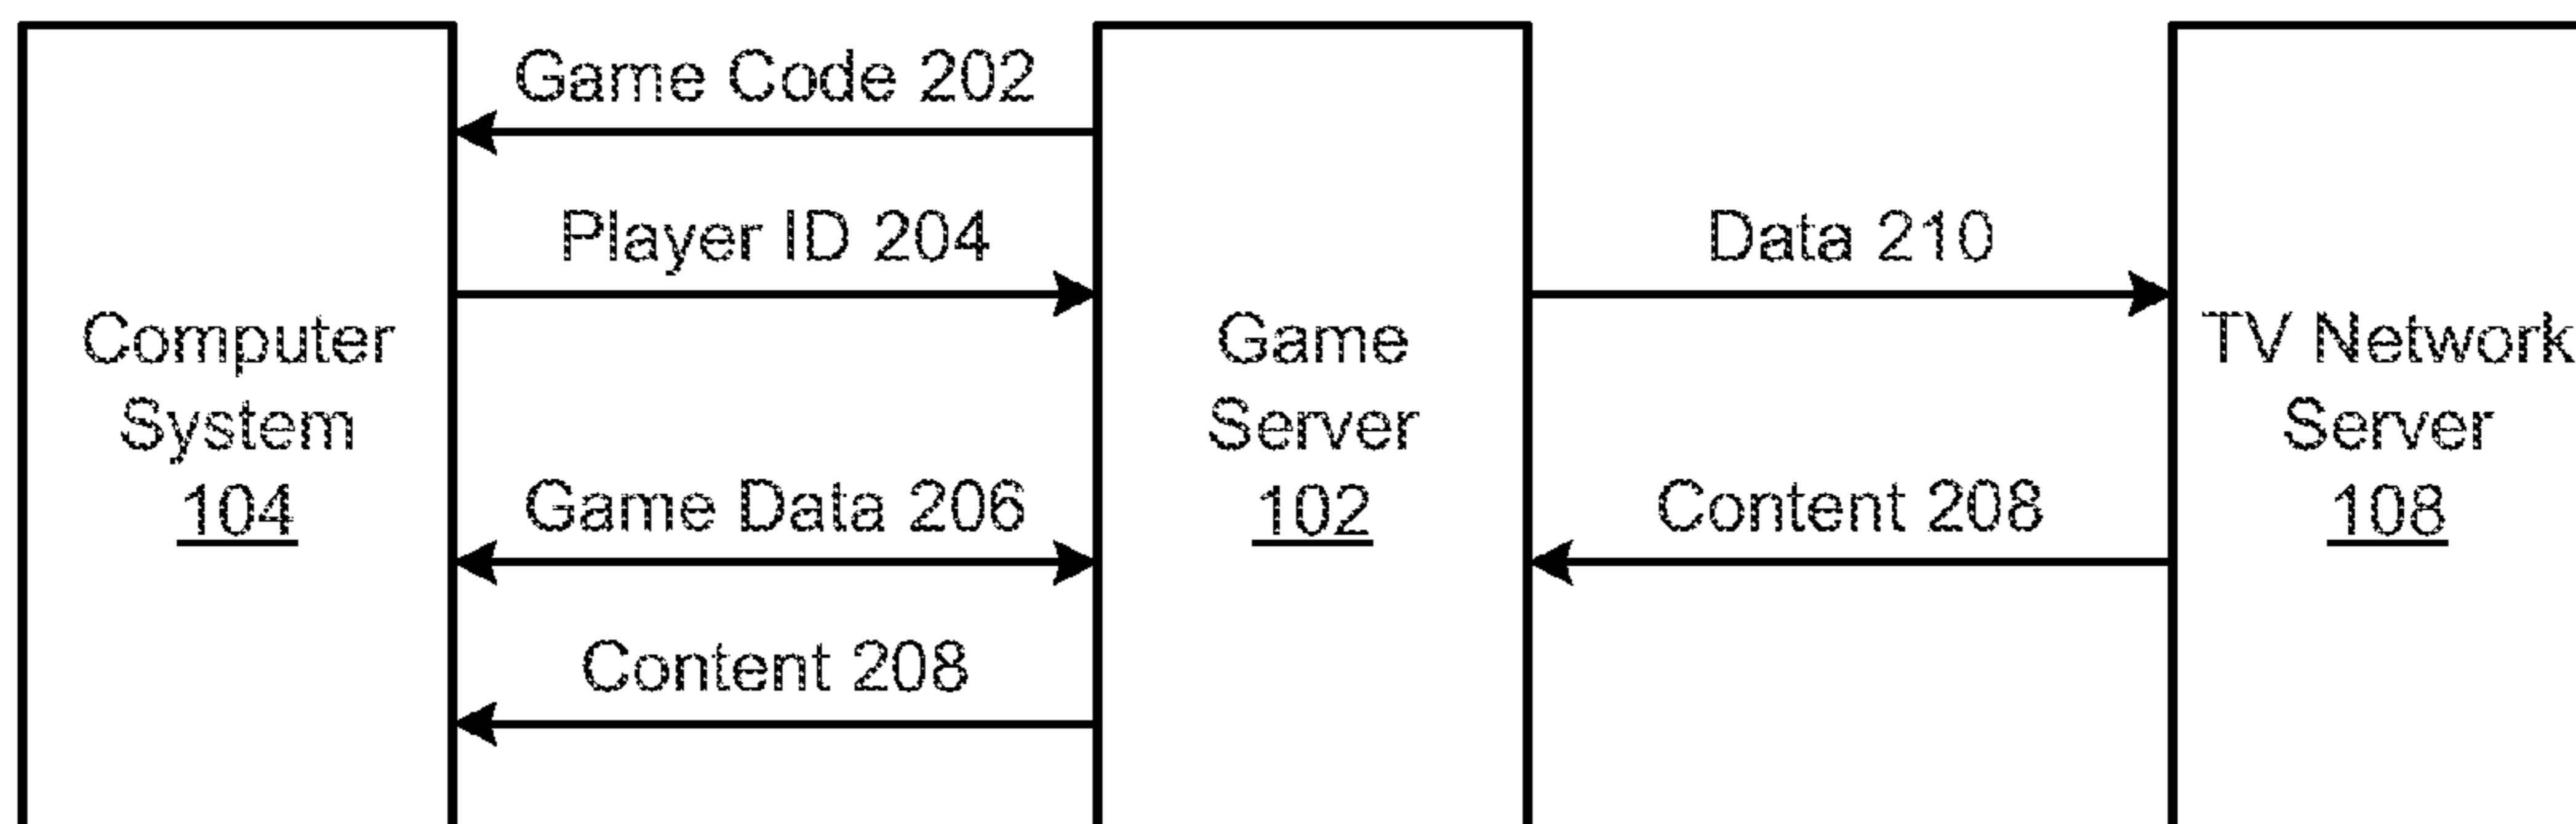 Game Code 202
Player ID 204
Data 210
Computer
System
104
Game
Server
102
TV Network
Server
108
Game Data 206
Content 208
Content 208